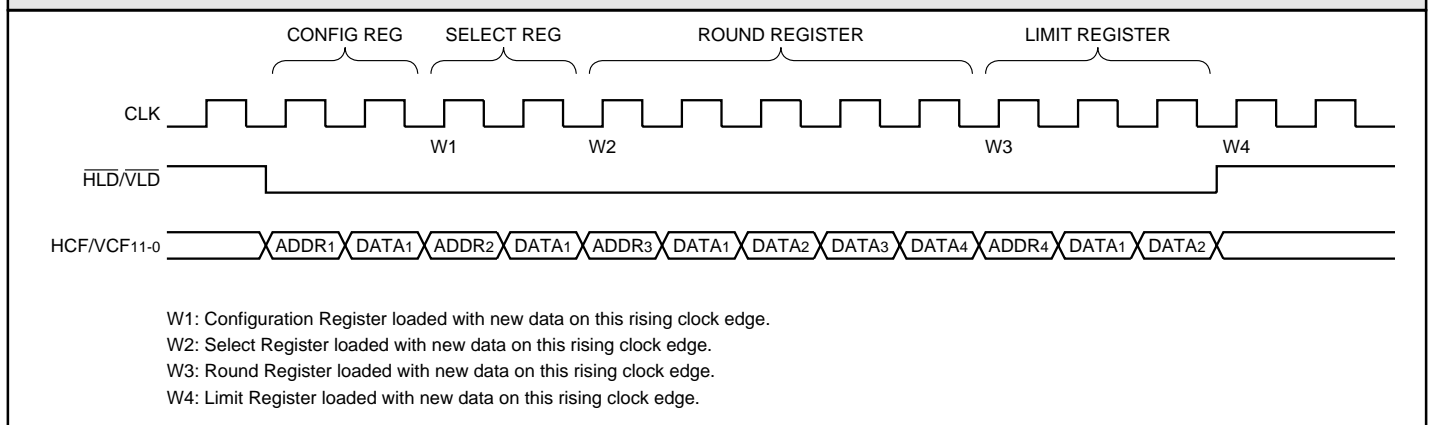 CONFIG REG SELECT REG ROUND REGISTER LIMIT REGISTER
CLK
W1 W2 W3 W4
HLD/VLD
HCF/VCF11-0 ADDR1 DATA1 ADDR2 DATA1 ADDR3 DATA1 DATA2 DATA3 DATA4 ADDR4 DATA1 DATA2
W1: Configuration Register loaded with new data on this rising clock edge.
W2: Select Register loaded with new data on this rising clock edge.
W3: Round Register loaded with new data on this rising clock edge.
W4: Limit Register loaded with new data on this rising clock edge.